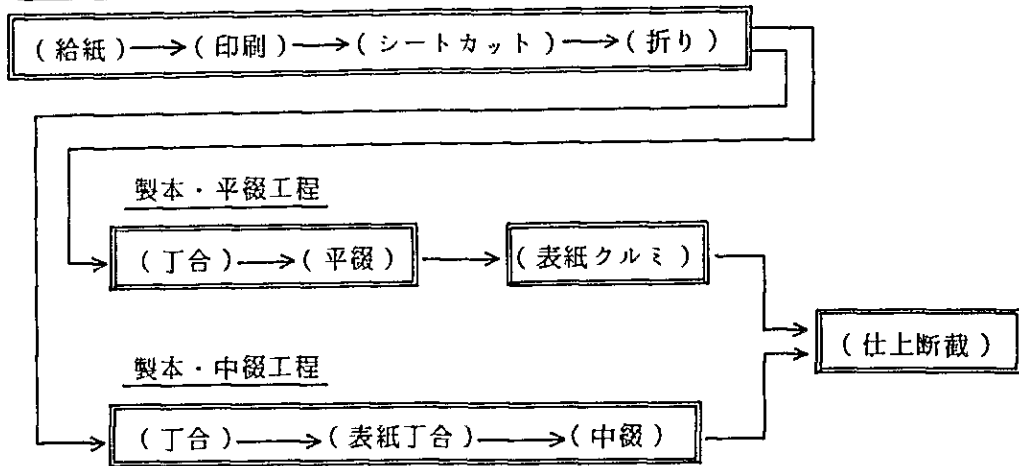 (給紙)→(印刷)→(シートカット)→(折り)
製本・平綴工程
(丁合)→(平綴)→(表紙クルミ)
(仕上断截)
製本・中綴工程
(丁合)→(表紙丁合)→(中綴)